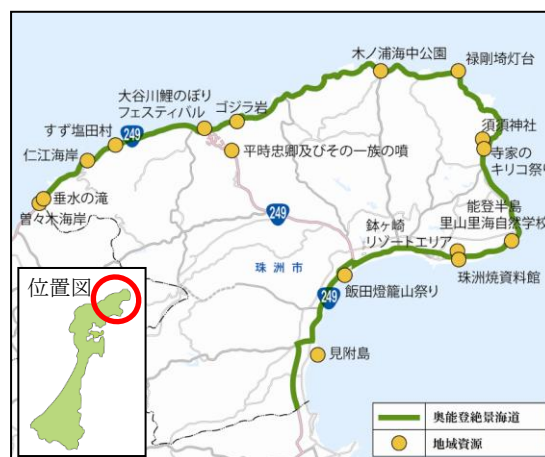 木ノ浦海中公園
禄剛埼灯台
大谷川鯉のぼり
フェスティバル
ゴジラ岩
すず塩田村
249
仁江海岸
須須神社
寺家の
キリコ祭り
平時忠卿及びその一族の墳
垂水の滝
曽々木海岸
能登半島
里山里海自然学校
249
鉢ヶ崎
リゾートエリア
珠洲市
珠洲焼資料館
位置図
249
飯田燈籠山祭り
見附島
奥能登絶景海道
地域資源